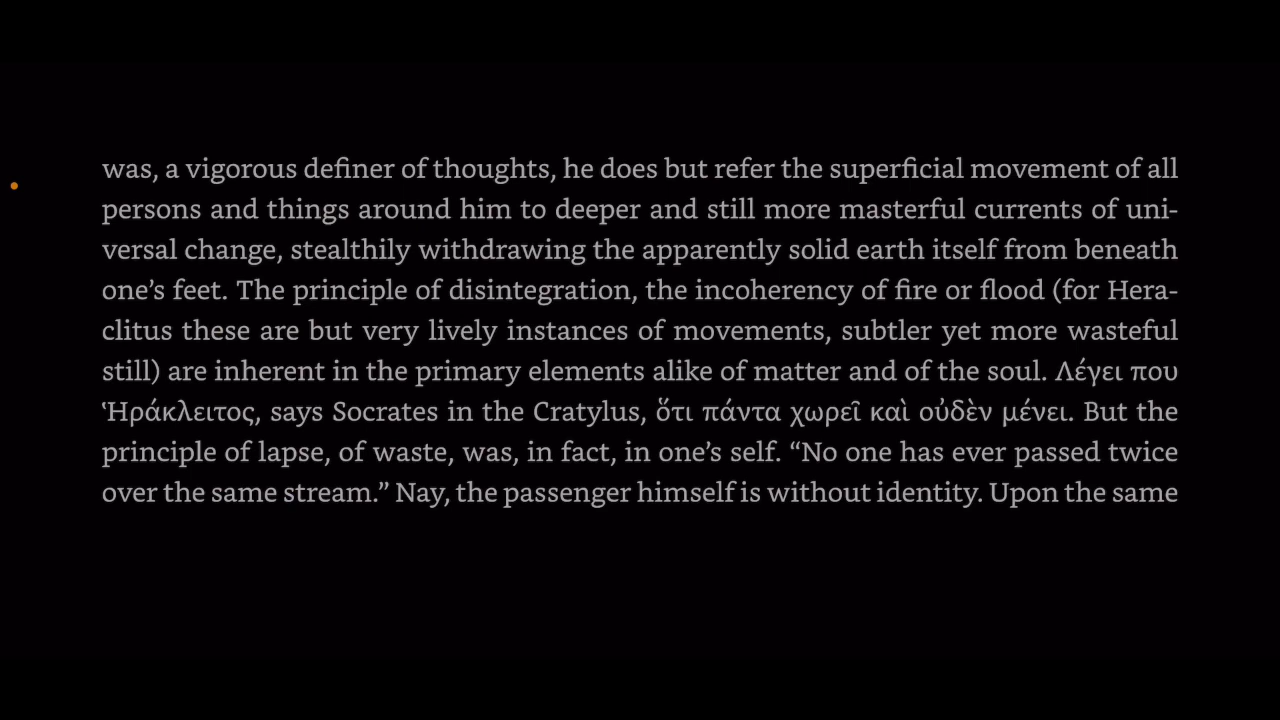 was, a vigorous definer of thoughts, he does but refer the superficial movement of all
persons and things around him to deeper and still more masterful currents of uni-
versal change, stealthily withdrawing the apparently solid earth itself from beneath
one’s feet. The principle of disintegration, the incoherency of fire or flood (for Hera-
clitus these are but very lively instances of movements, subtler yet more wasteful
still) are inherent in the primary elements alike of matter and of the soul. Λέγει που
Ἡράκλειτος, says Socrates in the Cratylus, ὅτι πάντα χωρεῖ καὶ οὐδὲν μένει. But the
principle of lapse, of waste, was, in fact, in one’s self. “No one has ever passed twice
over the same stream.” Nay, the passenger himself is without identity. Upon the same